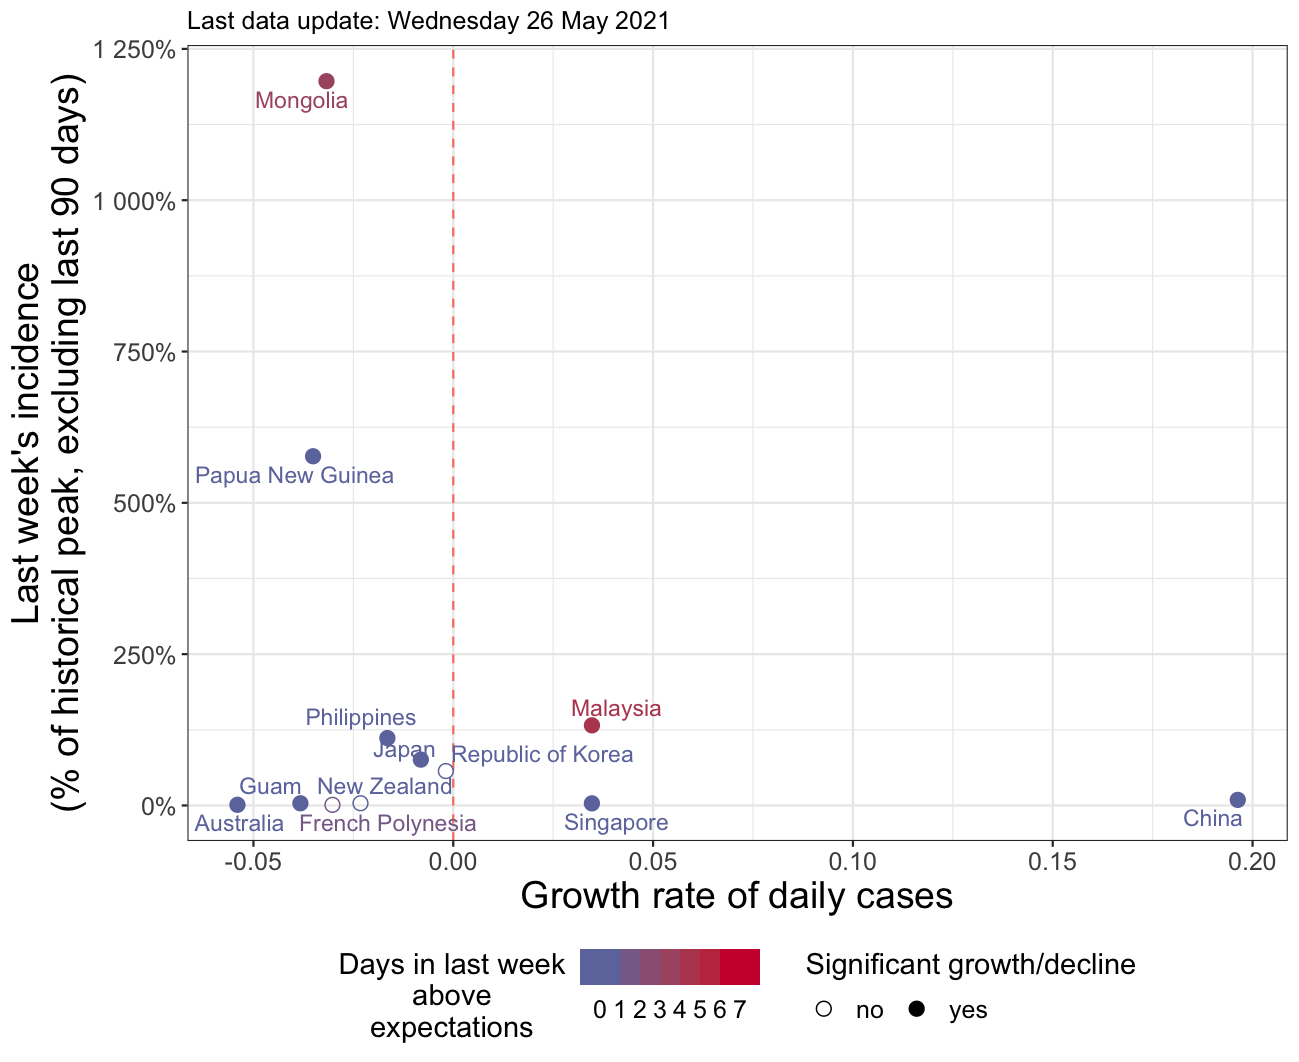 Last data update: Wednesday 26 May 2021
Last week's incidence
(% of historical peak, excluding last 90 days)
1 250%
1 000%
750%
500%
250%
0%
Mongolia
Papua New Guinea
Philippines
Malaysia
Japan
Republic of Korea
Guam
New Zealand
Australia
French Polynesia
Singapore
China
-0.05
0.00
0.05
0.10
0.15
0.20
Growth rate of daily cases
Days in last week
above
expectations
0 1 2 3 4 5 6 7
Significant growth/decline
no
yes